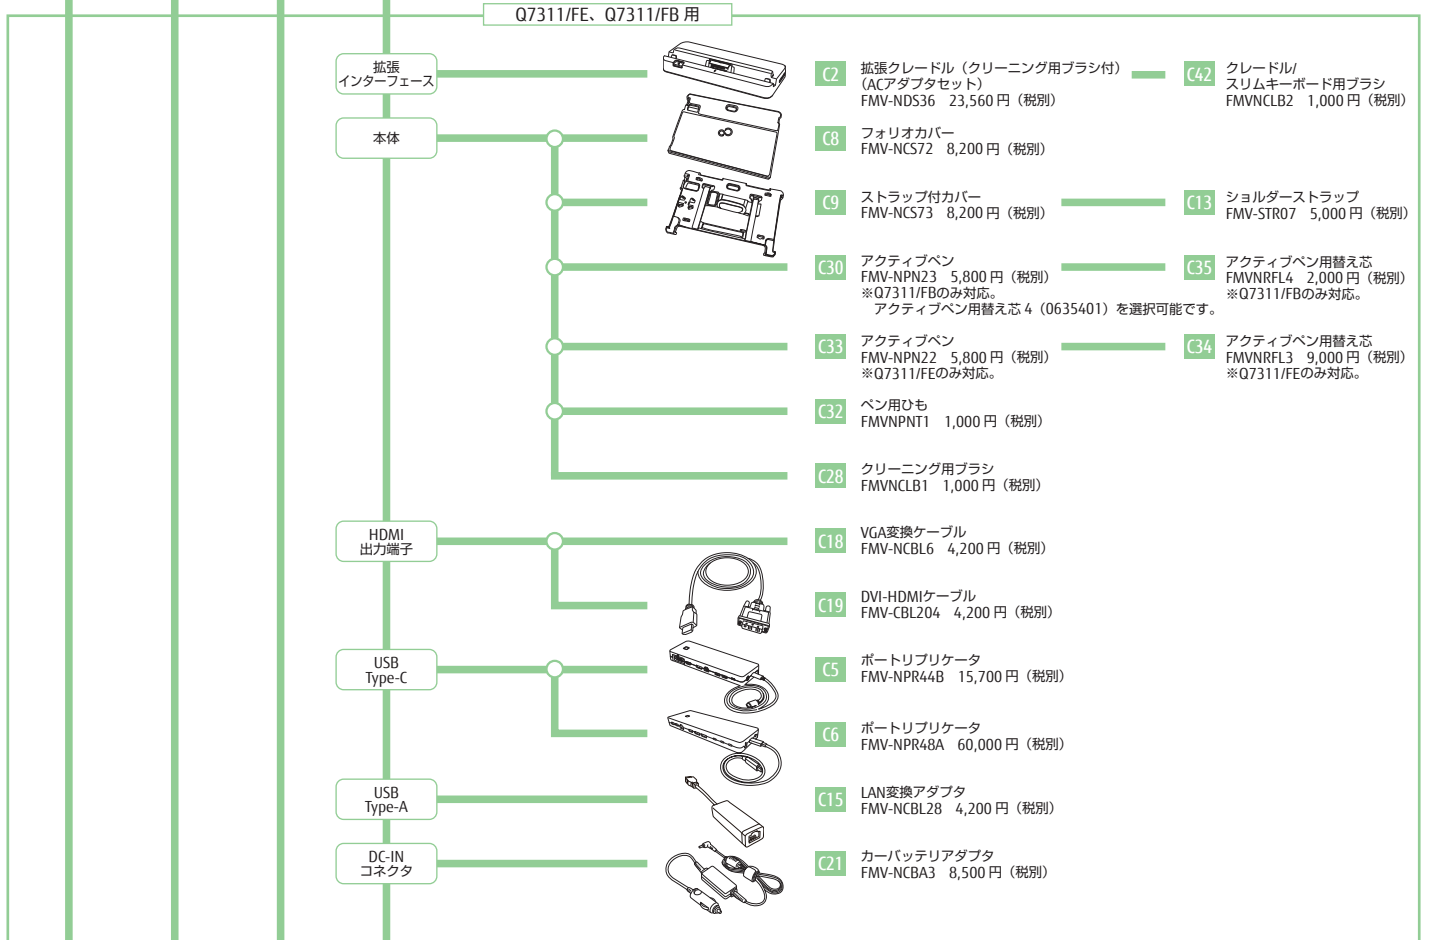 Q7311/FE、Q7311/FB 用
拡張
インターフェース
C2
拡張クレードル（クリーニング用ブラシ付）
（ACアダプタセット）
FMV-NDS36 23,560 円（税別）
C42
クレードル/
スリムキーボード用ブラシ
FMVNCLB2 1,000 円（税別）
本体
C8
フォリオカバー
FMV-NCS72 8,200 円（税別）
C9
ストラップ付カバー
FMV-NCS73 8,200 円（税別）
C13
ショルダーストラップ
FMV-STR07 5,000 円（税別）
C30
アクティブペン
FMV-NPN23 5,800 円（税別）
※Q7311/FBのみ対応。
アクティブペン用替え芯 4（0635401）を選択可能です。
C35
アクティブペン用替え芯
FMVNRFL4 2,000 円（税別）
※Q7311/FBのみ対応。
C33
アクティブペン
FMV-NPN22 5,800 円（税別）
※Q7311/FEのみ対応。
C34
アクティブペン用替え芯
FMVNRFL3 9,000 円（税別）
※Q7311/FEのみ対応。
C32
ペン用ひも
FMVNPNT1 1,000 円（税別）
C28
クリーニング用ブラシ
FMVNCLB1 1,000 円（税別）
HDMI
出力端子
C18
VGA変換ケーブル
FMV-NCBL6 4,200 円（税別）
C19
DVI-HDMIケーブル
FMV-CBL204 4,200 円（税別）
USB
Type-C
C5
ポートリプリケータ
FMV-NPR44B 15,700 円（税別）
C6
ポートリプリケータ
FMV-NPR48A 60,000 円（税別）
USB
Type-A
C15
LAN変換アダプタ
FMV-NCBL28 4,200 円（税別）
DC-IN
コネクタ
C21
カーバッテリアダプタ
FMV-NCBA3 8,500 円（税別）